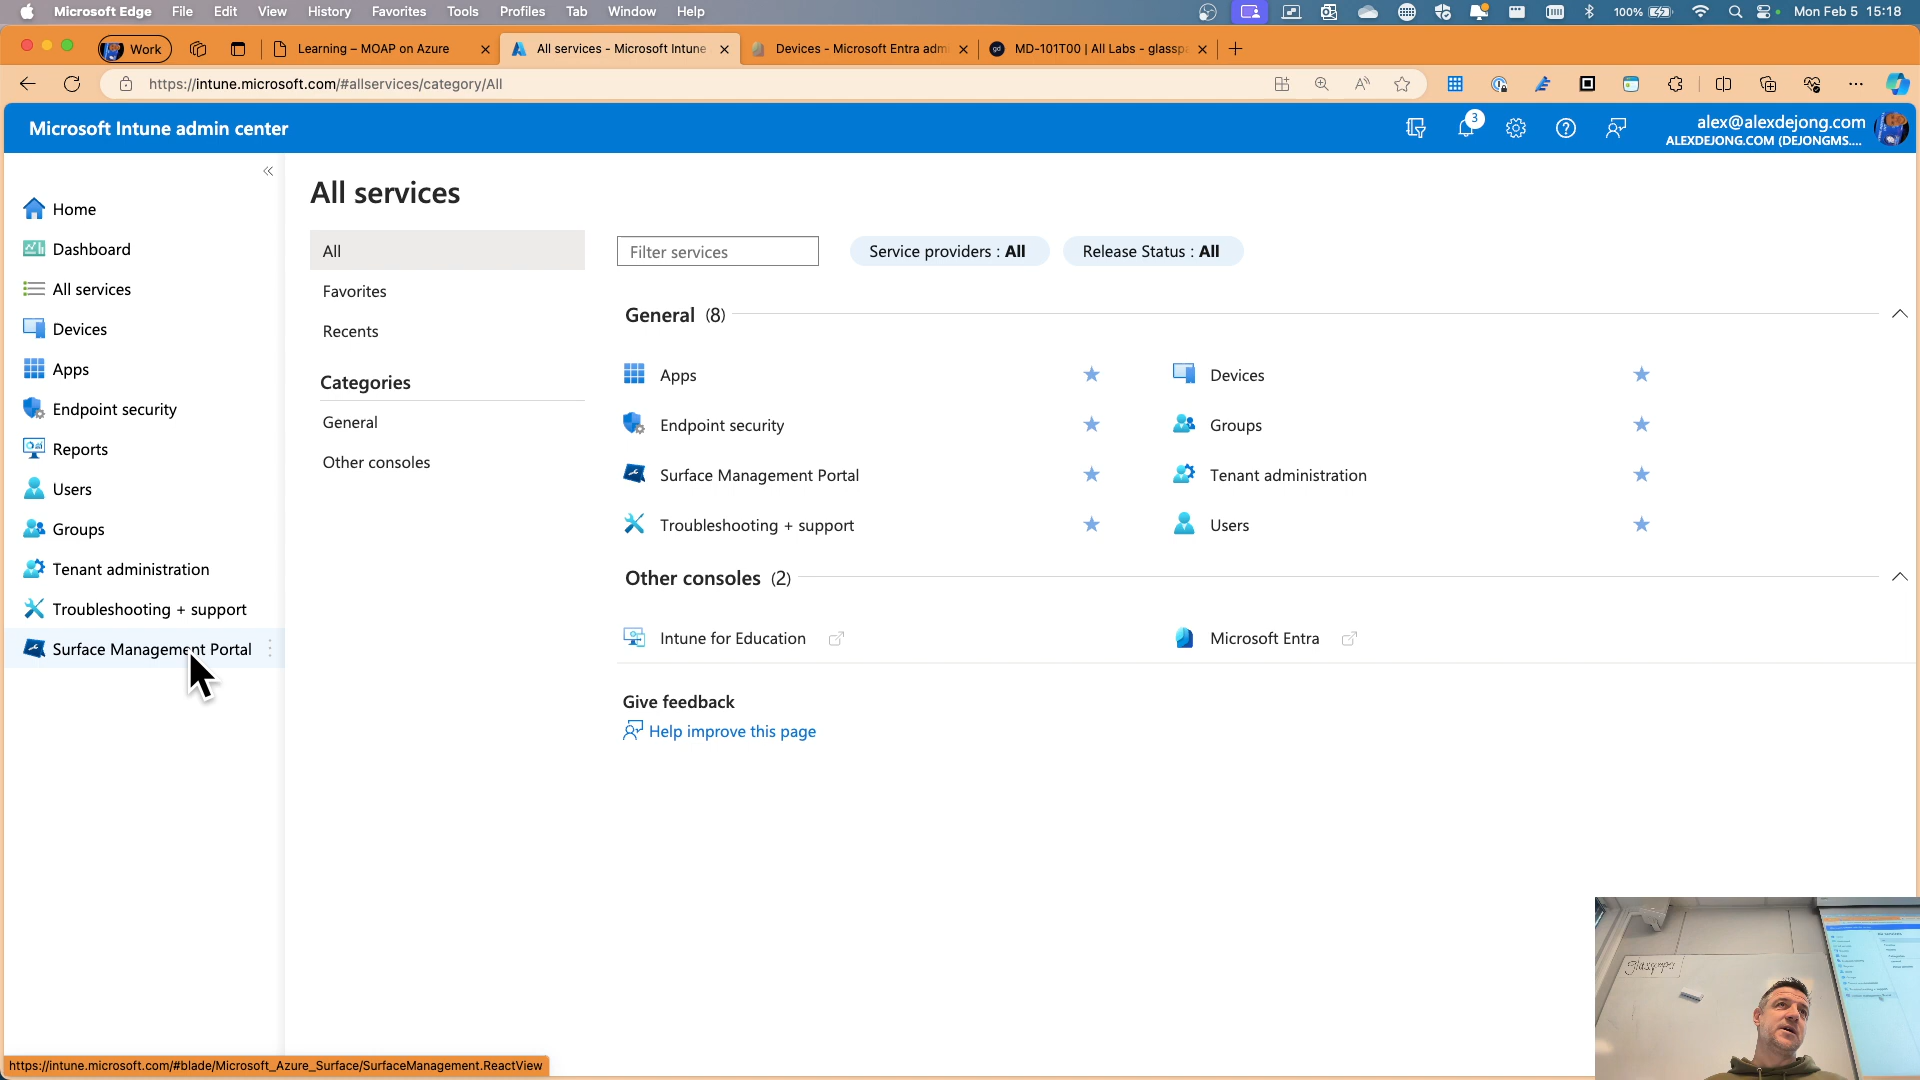 Microsoft Edge File Edit View History Favorites Tools Profiles Tab Window Help 100% Mon Feb 5 15:18
Work Learning – MOAP on Azure All services - Microsoft Intune Devices - Microsoft Entra adm MD-101T00 | All Labs - glassp
https://intune.microsoft.com/#allservices/category/All
Microsoft Intune admin center 3 alex@alexdejong.com
ALEXDEJONG.COM (DEJONGMS....
Home
Dashboard
All services
Devices
Apps
Endpoint security
Reports
Users
Groups
Tenant administration
Troubleshooting + support
Surface Management Portal
All services
All
Favorites
Recents
Categories
General
Other consoles
Filter services Service providers : All Release Status : All
General (8)
Apps Devices
Endpoint security Groups
Surface Management Portal Tenant administration
Troubleshooting + support Users
Other consoles (2)
Intune for Education Microsoft Entra
Give feedback
Help improve this page
https://intune.microsoft.com/#blade/Microsoft_Azure_Surface/SurfaceManagement.ReactView